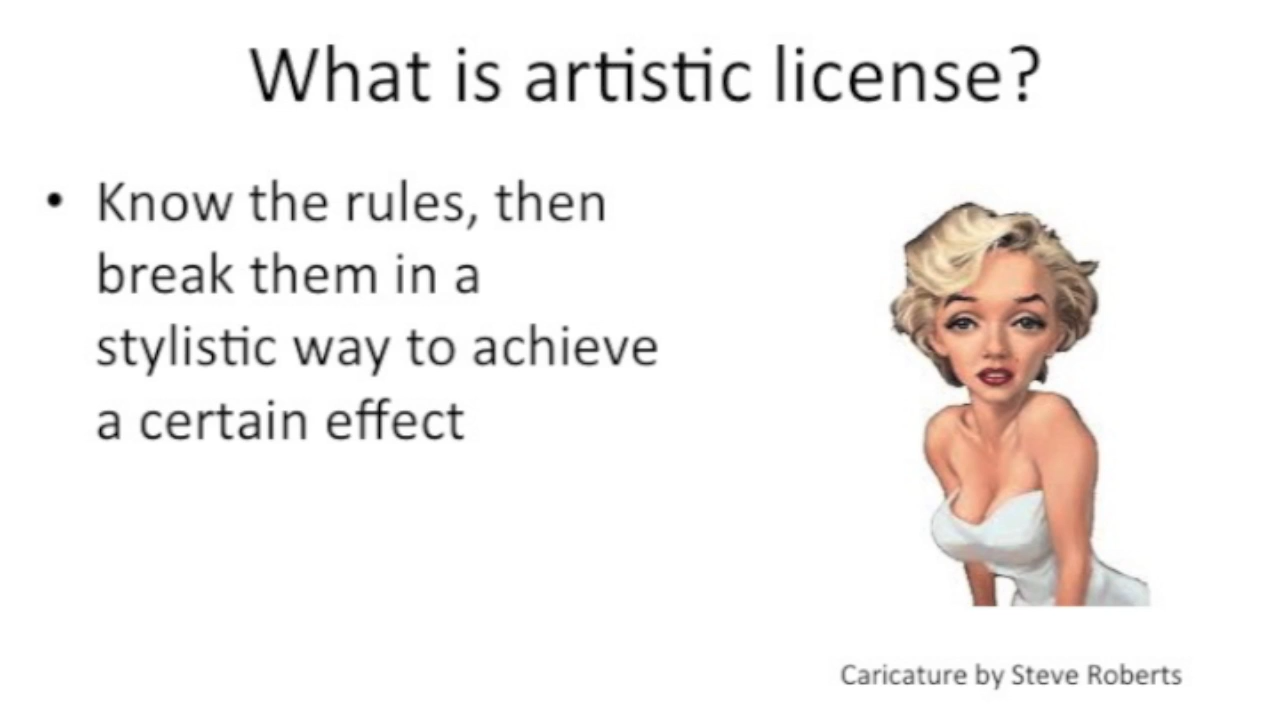 What is artistic license?
• Know the rules, then
break them in a
stylistic way to achieve
a certain effect
Caricature by Steve Roberts